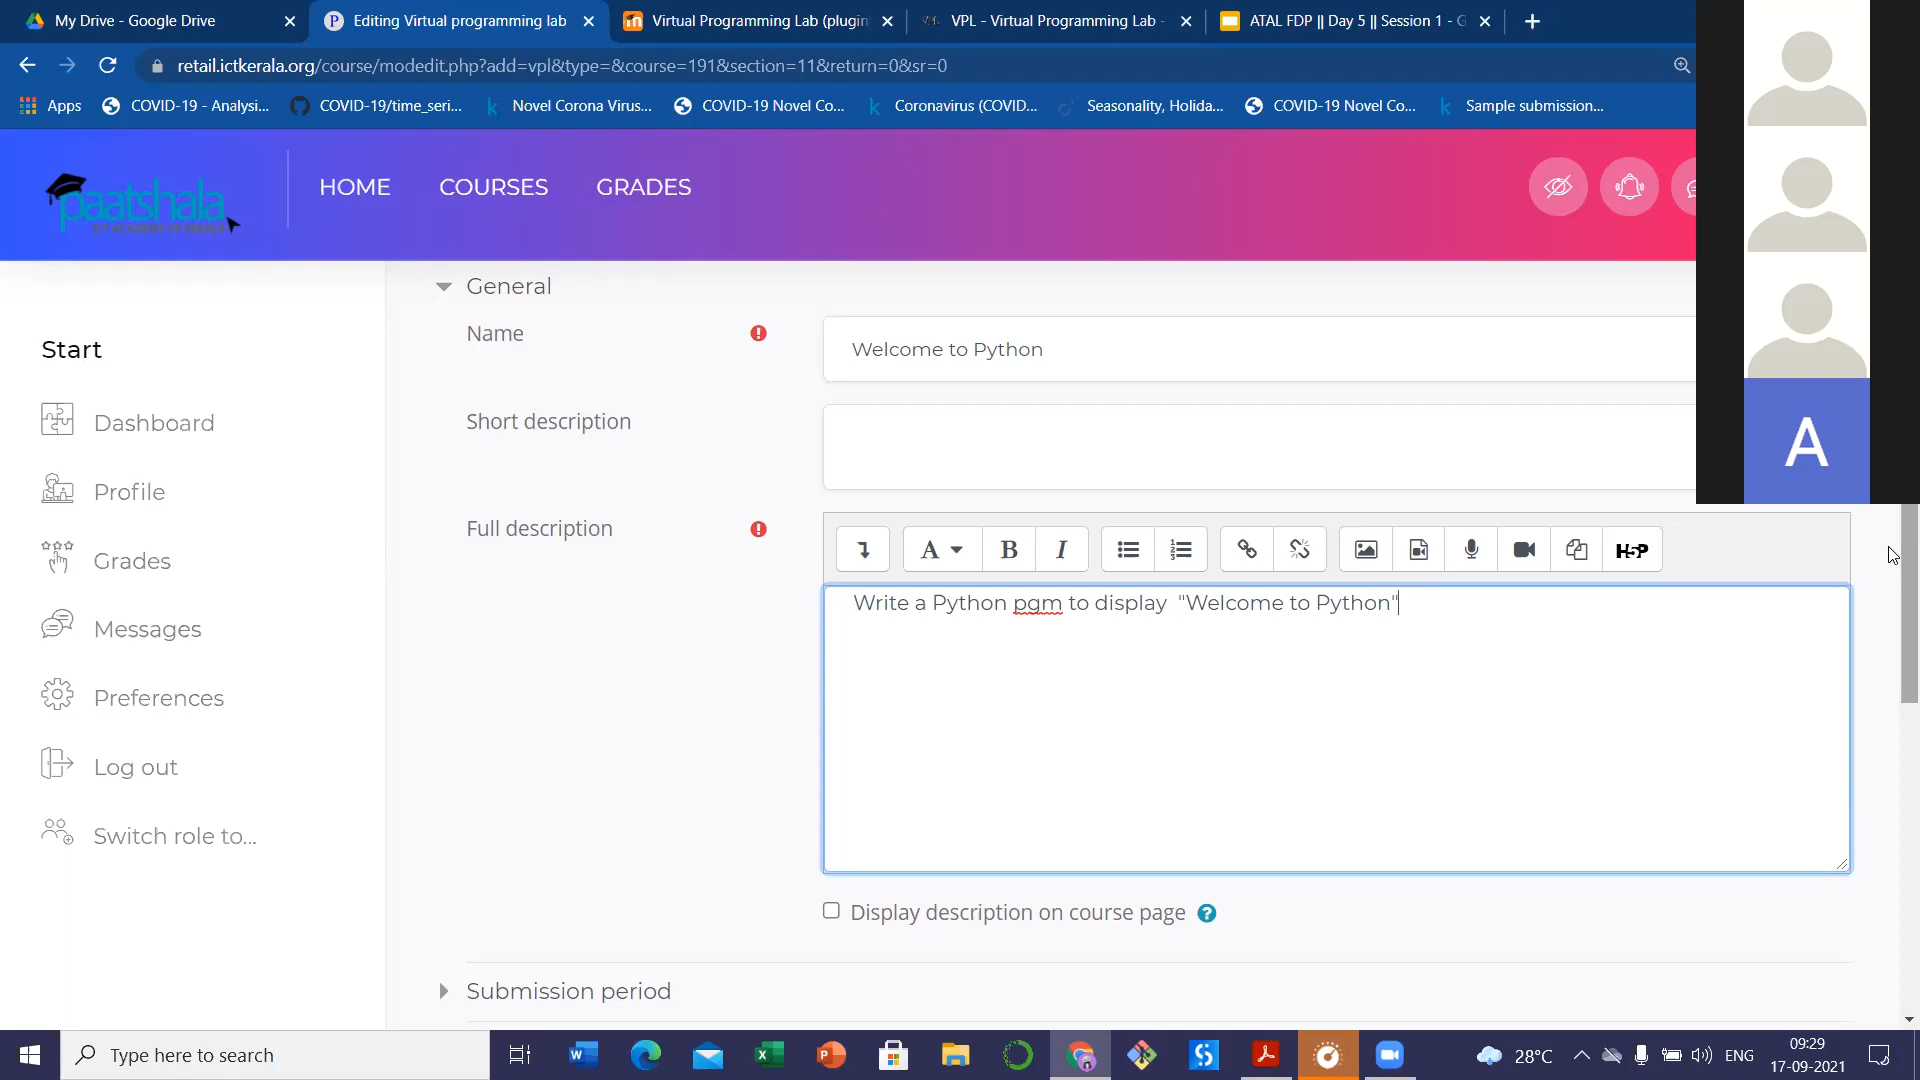 My Drive - Google Drive
Editing Virtual programming lab
Virtual Programming Lab (plugin
VPL - Virtual Programming Lab -
ATAL FDP || Day 5 || Session 1 - G
retail.ictkerala.org/course/modedit.php?add=vpl&type=&course=191&section=11&return=0&sr=0
Apps
COVID-19 - Analysi...
COVID-19/time_seri...
Novel Corona Virus...
COVID-19 Novel Co...
Coronavirus (COVID...
Seasonality, Holida...
COVID-19 Novel Co...
Sample submission...
paatshala
ICT ACADEMY OF KERALA
HOME
COURSES
GRADES
General
Start
Name
Welcome to Python
Dashboard
Short description
A
Profile
Full description
A
B
I
H5P
Grades
Write a Python pgm to display  "Welcome to Python"
Messages
Preferences
Log out
Switch role to...
Display description on course page
Submission period
Type here to search
28°C
ENG
09:29
17-09-2021